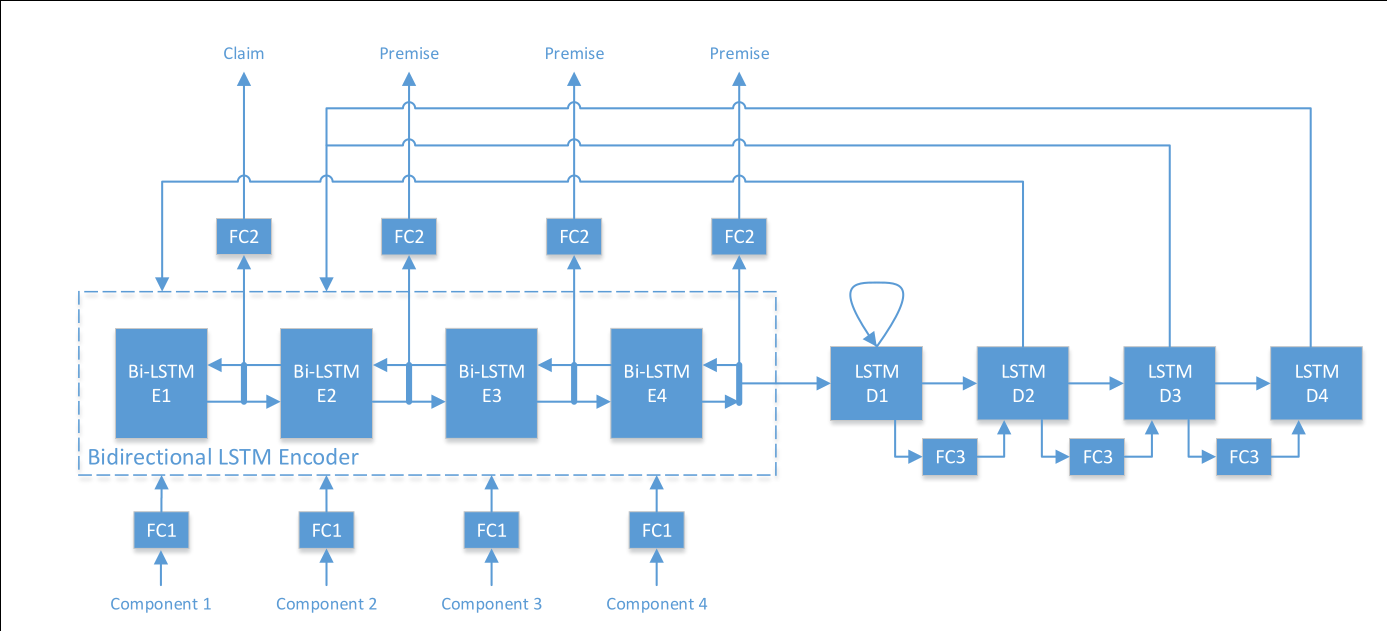 Claim
Premise
Premise
Premise
FC2
FC2
FC2
FC2
Bi-LSTM
E1
Bi-LSTM
E2
Bi-LSTM
E3
Bi-LSTM
E4
LSTM
D1
LSTM
D2
LSTM
D3
LSTM
D4
Bidirectional LSTM Encoder
FC3
FC3
FC3
FC1
FC1
FC1
FC1
Component 1
Component 2
Component 3
Component 4